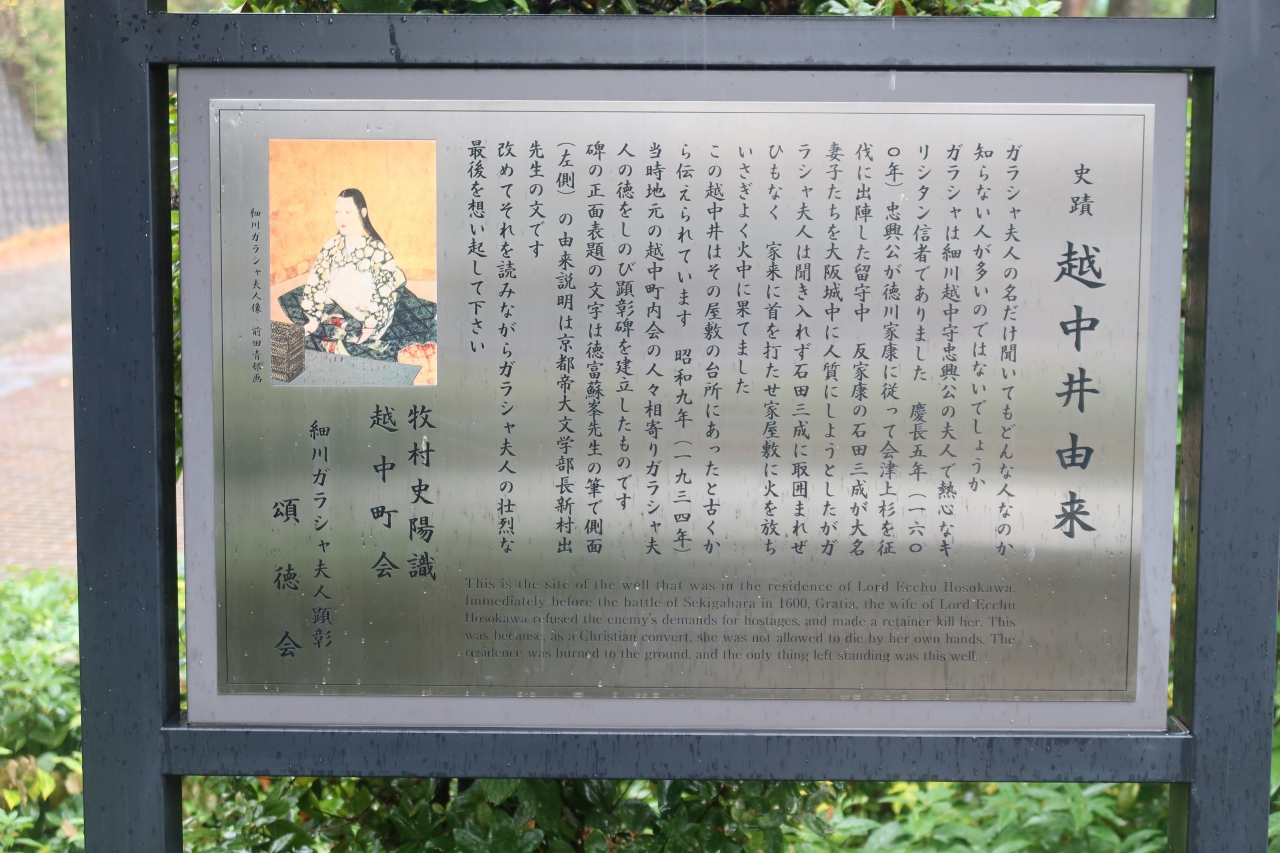 史蹟 越中井由来
ガラシャ夫人の名だけ聞いてもどんな人なのか
知らない人が多いのではないでしょうか
ガラシャは細川越中守忠興公の夫人で熱心なキ
リシタン信者でありました 慶長五年(一六〇
〇年) 忠興公が徳川家康に従って会津上杉を征
伐に出陣した留守中 反家康の石田三成が大名
妻子たちを大阪城中に人質にしようとしたがガ
ラシャ夫人は聞き入れず石田三成に取囲まれぜ
ひもなく 家来に首を打たせ家屋敷に火を放ち
いさぎよく火中に果てました
この越中井はその屋敷の台所にあったと古くか
ら伝えられています 昭和九年(一九三四年)
当時地元の越中町内会の人々相寄りガラシャ夫
人の徳をしのび顕彰碑を建立したものです
碑の正面表題の文字は徳富蘇峯先生の筆で側面
(左側) の由来説明は京都帝大文学部長新村出
先生の文です
改めてそれを読みながらガラシャ夫人の壮烈な
最後を想い起して下さい
牧村史陽識
越中町会
細川ガラシャ夫人顕彰
頌徳会
細川ガラシャ夫人像 前田青邨画
This is the site of the well that was in the residence of Lord Ecchu Hosokawa.
Immediately before the battle of Sekigahara in 1600, Gratia, the wife of Lord Ecchu
Hosokawa refused the enemy's demands for hostages, and made a retainer kill her. This
was because, as a Christian convert, she was not allowed to die by her own hands. The
residence was burned to the ground, and the only thing left standing was this well.